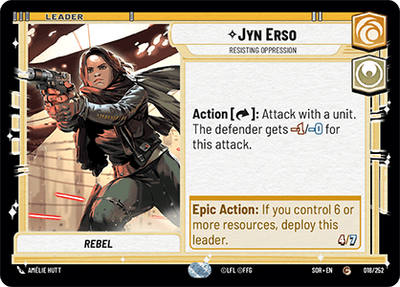 LEADER
✧JYN ERSO
RESISTING OPPRESSION
Action [↷]: Attack with a unit.
The defender gets -1/-0 for
this attack.
Epic Action: If you control 6 or
more resources, deploy this
leader.
4/7
REBEL
AMÉLIE HUTT
©LFL ©FFG
SOR • EN
C
018/252